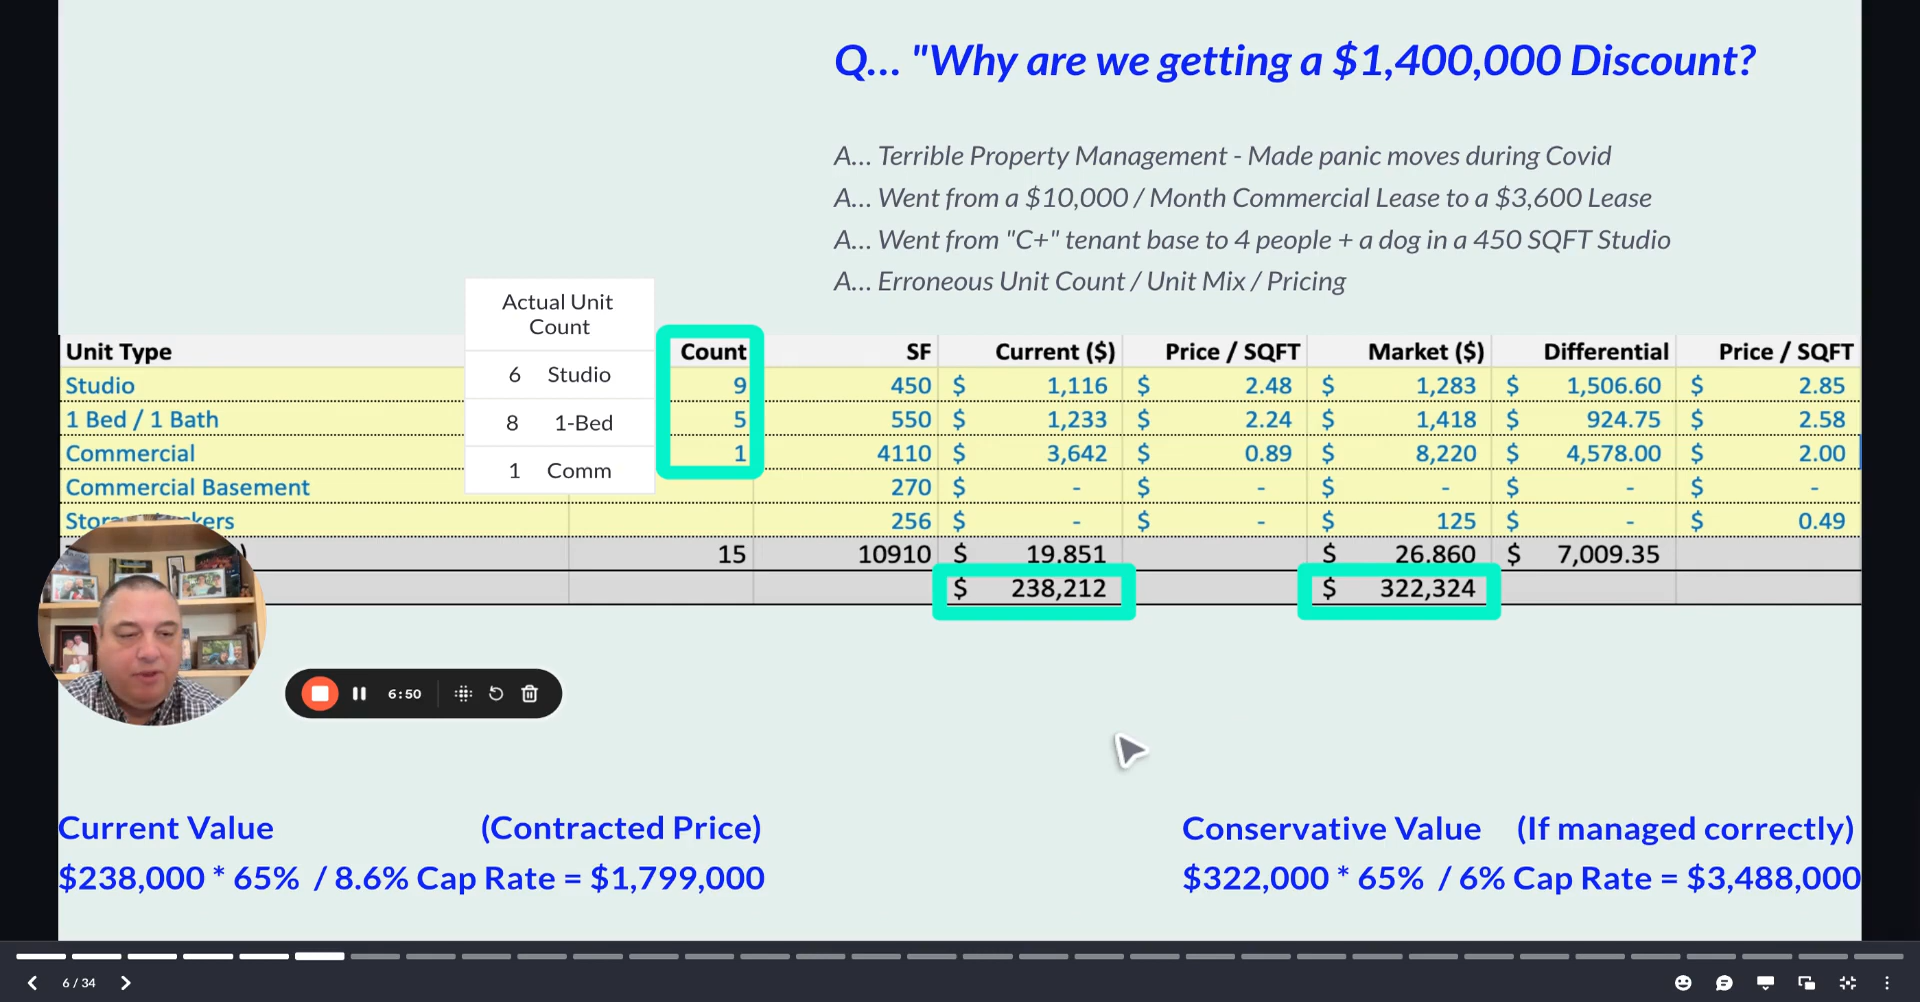 Q... "Why are we getting a $1,400,000 Discount?
A... Terrible Property Management - Made panic moves during Covid
A... Went from a $10,000 / Month Commercial Lease to a $3,600 Lease
A... Went from "C+" tenant base to 4 people + a dog in a 450 SQFT Studio
A... Erroneous Unit Count / Unit Mix / Pricing
Actual Unit
Count
6 Studio
8 1-Bed
1 Comm
Unit Type Count SF Current ($) Price / SQFT Market ($) Differential Price / SQFT
Studio 9 450 $ 1,116 $ 2.48 $ 1,283 $ 1,506.60 $ 2.85
1 Bed / 1 Bath 5 550 $ 1,233 $ 2.24 $ 1,418 $ 924.75 $ 2.58
Commercial 1 4110 $ 3,642 $ 0.89 $ 8,220 $ 4,578.00 $ 2.00
Commercial Basement 270 $ - $ - $ - $ - $ -
256 $ - $ - $ 125 $ - $ 0.49
15 10910 $ 19.851 $ 26.860 $ 7,009.35
$ 238,212 $ 322,324
6:50
Current Value (Contracted Price)
$238,000 * 65% / 8.6% Cap Rate = $1,799,000
Conservative Value (If managed correctly)
$322,000 * 65% / 6% Cap Rate = $3,488,000
6 / 34